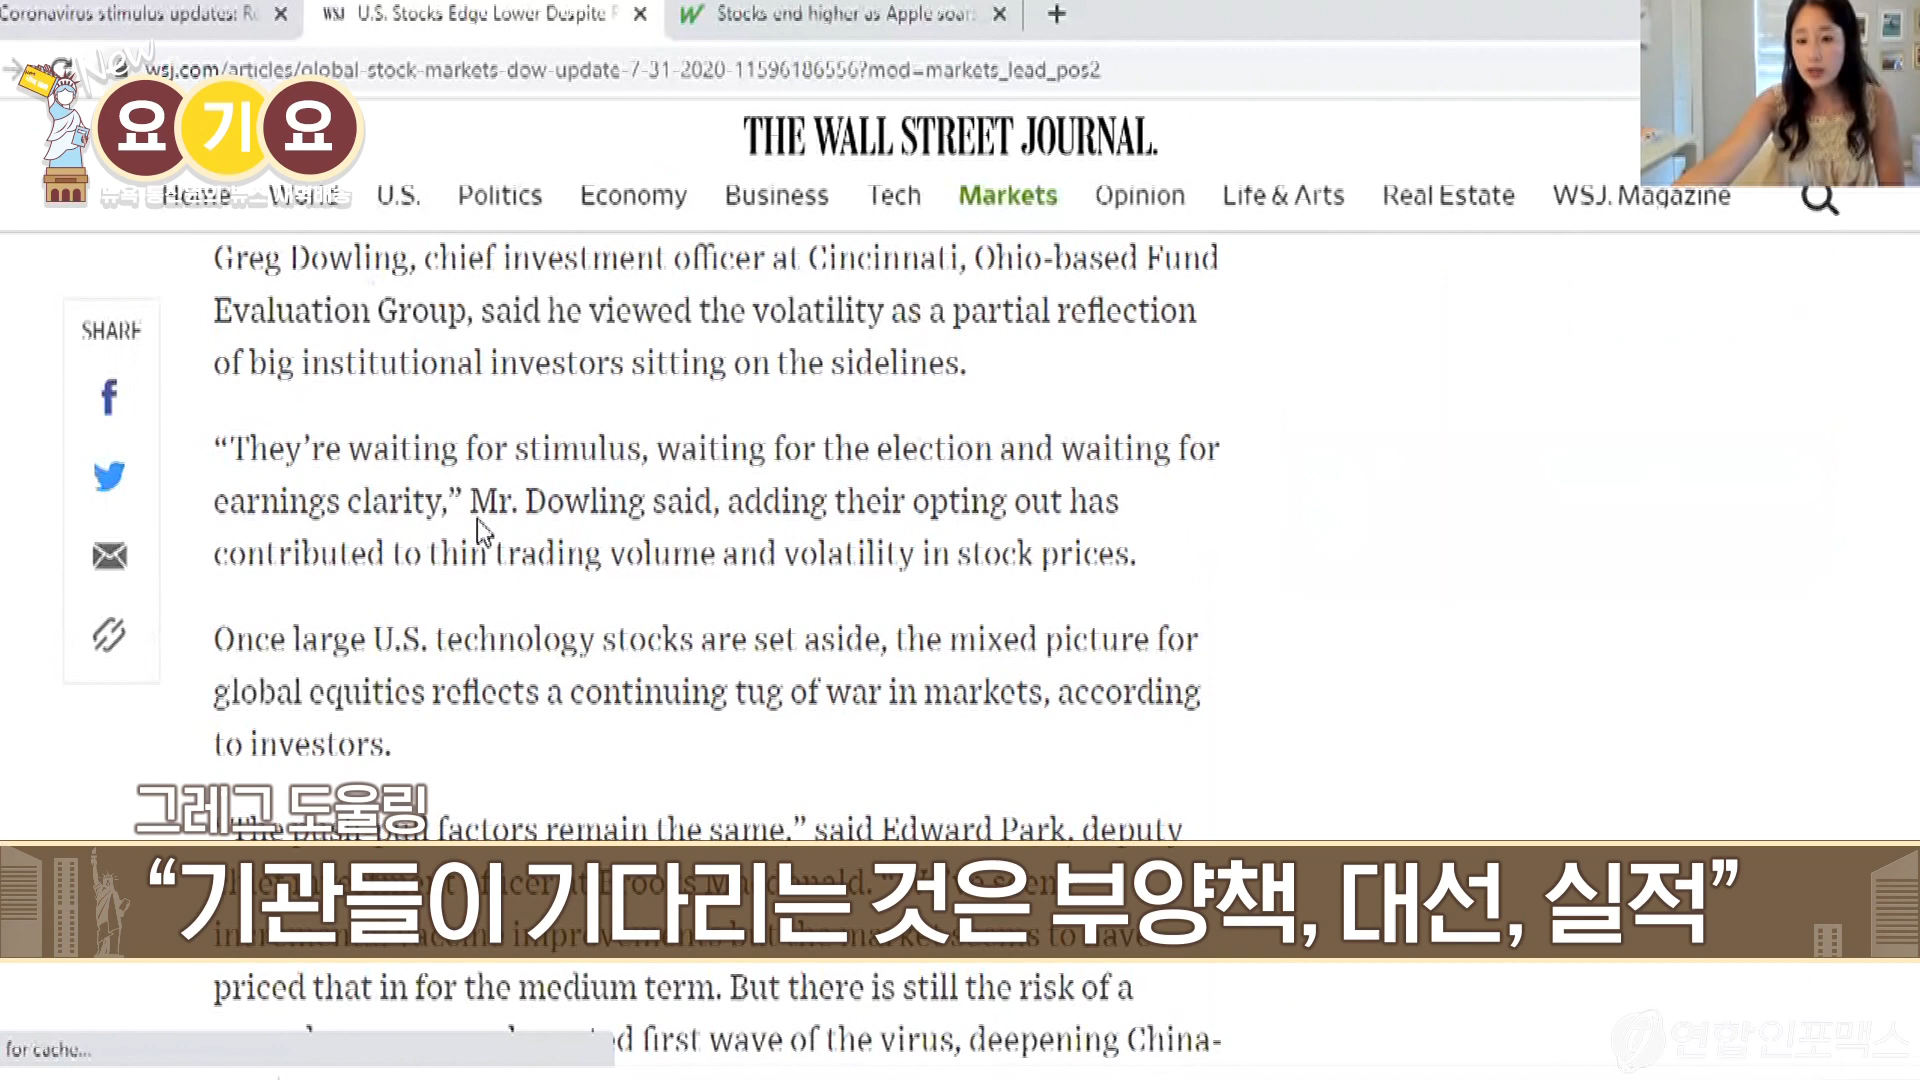 Coronavirus stimulus updates: Re
WSJ U.S. Stocks Edge Lower Despite
Stocks end higher as Apple soar
wsj.com/articles/global-stock-markets-dow-update-7-31-2020-11596186556?mod=markets_lead_pos2
New
요기요
THE WALL STREET JOURNAL.
Home World U.S. Politics Economy Business Tech Markets Opinion Life & Arts Real Estate WSJ. Magazine
Greg Dowling, chief investment officer at Cincinnati, Ohio-based Fund
Evaluation Group, said he viewed the volatility as a partial reflection
of big institutional investors sitting on the sidelines.
SHARE
“They’re waiting for stimulus, waiting for the election and waiting for
earnings clarity,” Mr. Dowling said, adding their opting out has
contributed to thin trading volume and volatility in stock prices.
Once large U.S. technology stocks are set aside, the mixed picture for
global equities reflects a continuing tug of war in markets, according
to investors.
그레그 도울링
factors remain the same,” said Edward Park, deputy
“기관들이 기다리는 것은 부양책, 대선, 실적”
priced that in for the medium term. But there is still the risk of a
first wave of the virus, deepening China-
for cache...
연합인포맥스